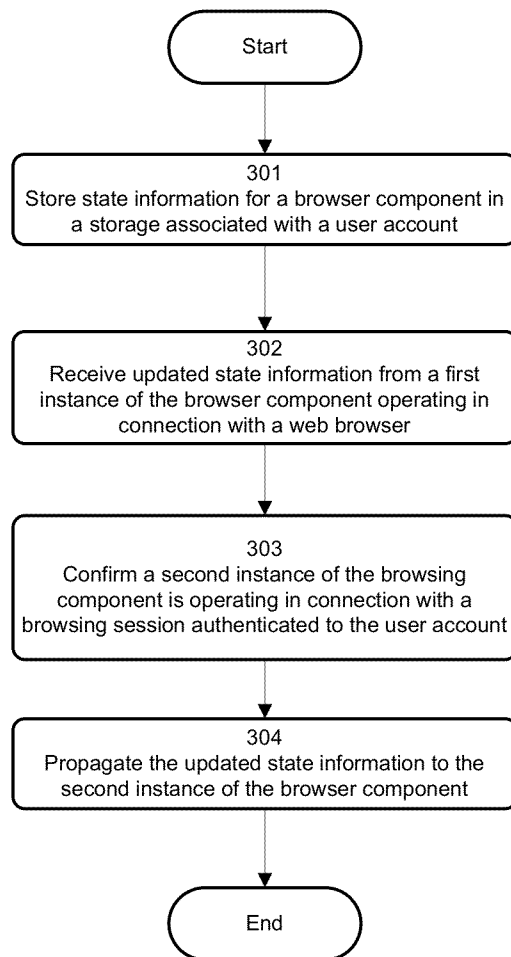 Start
301
Store state information for a browser component in
a storage associated with a user account
302
Receive updated state information from a first
instance of the browser component operating in
connection with a web browser
303
Confirm a second instance of the browsing
component is operating in connection with a
browsing session authenticated to the user account
304
Propagate the updated state information to the
second instance of the browser component
End